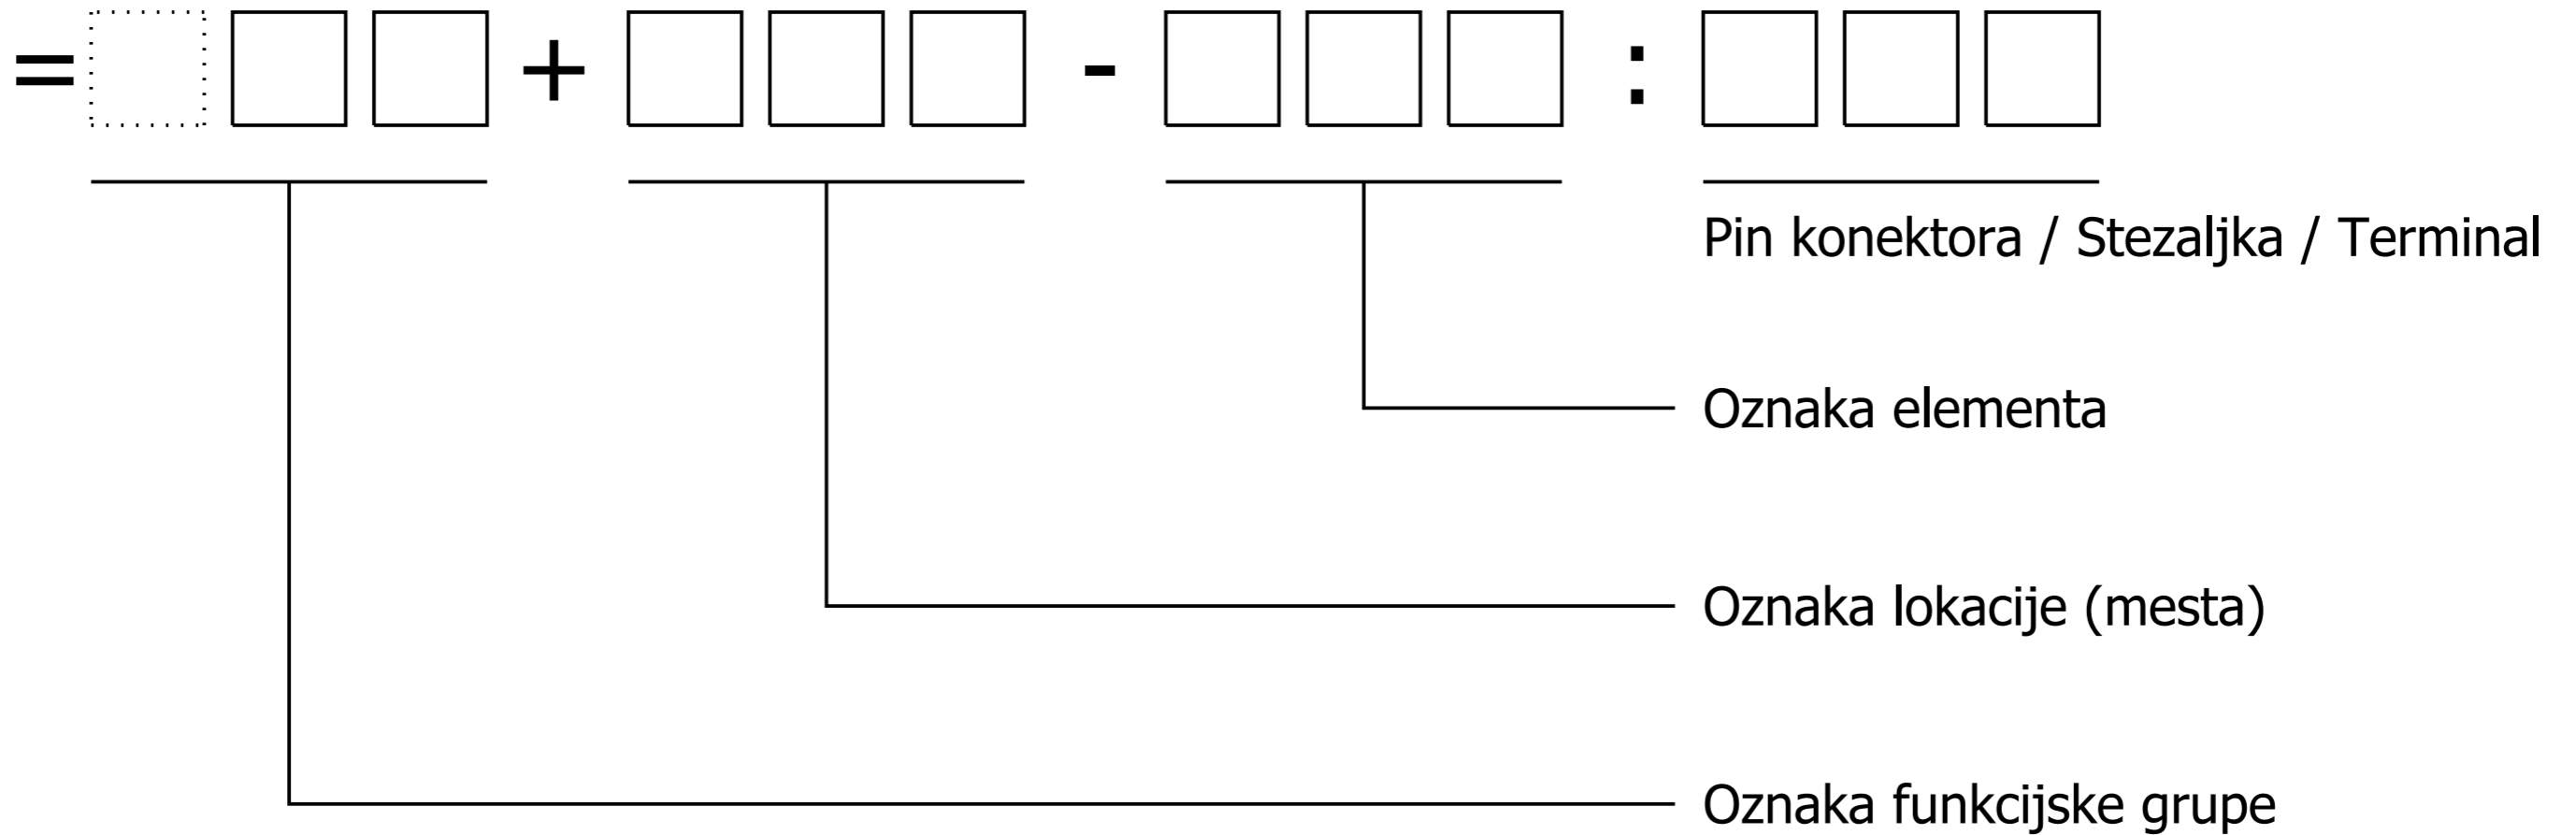 = + - :
Pin konektora / Stezaljka / Terminal
Oznaka elementa
Oznaka lokacije (mesta)
Oznaka funkcijske grupe